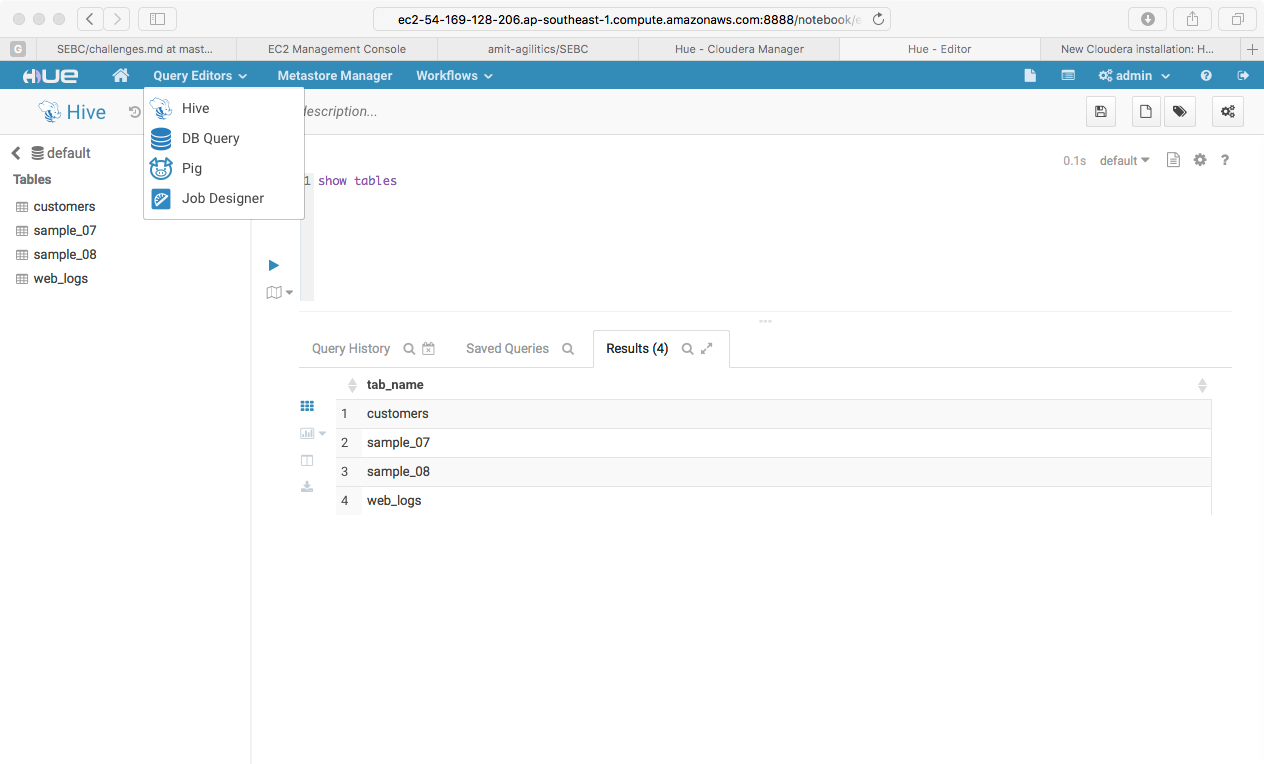 ec2-54-169-128-206.ap-southeast-1.compute.amazonaws.com:8888/notebook/e
G SEBC/challenges.md at mast... EC2 Management Console amit-agilitics/SEBC Hue - Cloudera Manager Hue - Editor New Cloudera installation: H...
HUE Query Editors Metastore Manager Workflows admin
Hive description...
Hive
DB Query
Pig
Job Designer
default
Tables
customers
sample_07
sample_08
web_logs
0.1s default ?
1 show tables
Query History Saved Queries Results (4)
tab_name
1 customers
2 sample_07
3 sample_08
4 web_logs